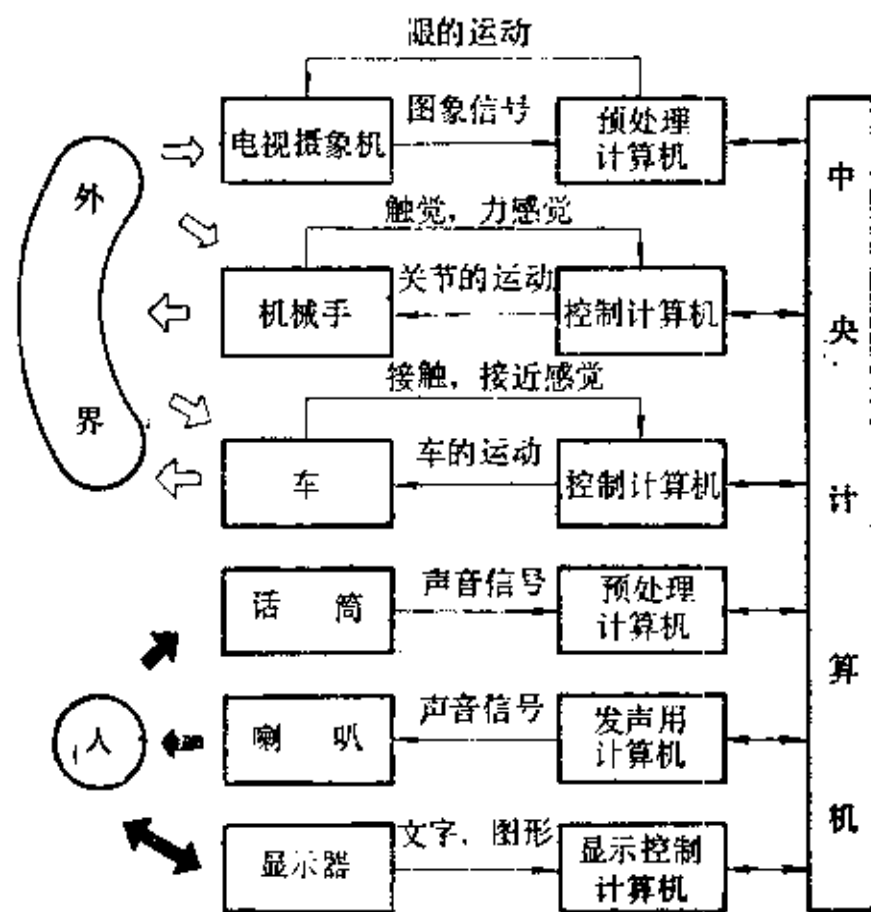 眼的运动
电视摄象机
图象信号
预处理
计算机
外
界
触觉，力感觉
机械手
关节的运动
控制计算机
接触，接近感觉
车
车的运动
控制计算机
话 筒
声音信号
预处理
计算机
人
喇 叭
声音信号
发声用
计算机
显示器
文字、图形
显示控制
计算机
中
央
计
算
机